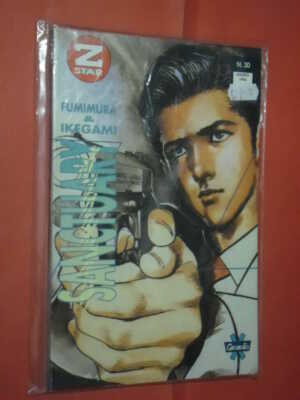 Z
STAR
N. 30
FUMIMURA
&
IKEGAMI
SANCTUARY